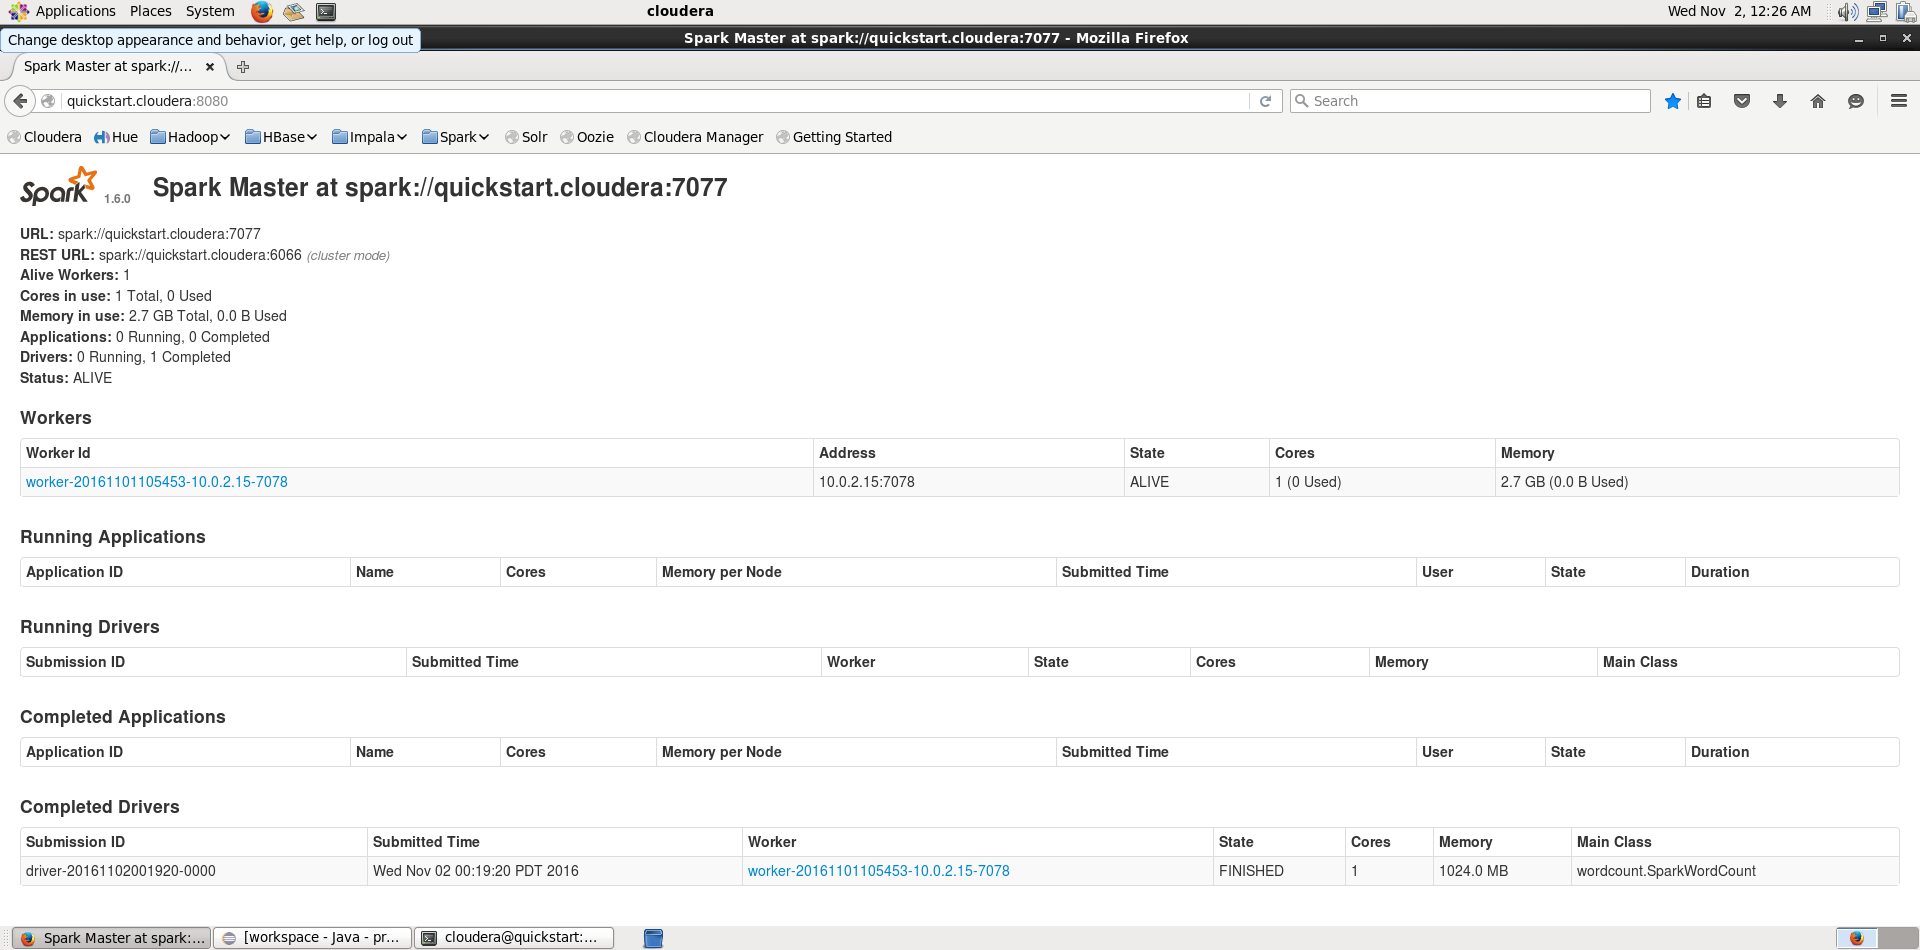 Applications Places System cloudera Wed Nov 2, 12:26 AM
Change desktop appearance and behavior, get help, or log out
Spark Master at spark://quickstart.cloudera:7077 - Mozilla Firefox
Spark Master at spark://...
quickstart.cloudera:8080 Search
Cloudera Hue Hadoop HBase Impala Spark Solr Oozie Cloudera Manager Getting Started
Spark 1.6.0 Spark Master at spark://quickstart.cloudera:7077
URL: spark://quickstart.cloudera:7077
REST URL: spark://quickstart.cloudera:6066 (cluster mode)
Alive Workers: 1
Cores in use: 1 Total, 0 Used
Memory in use: 2.7 GB Total, 0.0 B Used
Applications: 0 Running, 0 Completed
Drivers: 0 Running, 1 Completed
Status: ALIVE
Workers
Worker Id Address State Cores Memory
worker-20161101105453-10.0.2.15-7078 10.0.2.15:7078 ALIVE 1 (0 Used) 2.7 GB (0.0 B Used)
Running Applications
Application ID Name Cores Memory per Node Submitted Time User State Duration
Running Drivers
Submission ID Submitted Time Worker State Cores Memory Main Class
Completed Applications
Application ID Name Cores Memory per Node Submitted Time User State Duration
Completed Drivers
Submission ID Submitted Time Worker State Cores Memory Main Class
driver-20161102001920-0000 Wed Nov 02 00:19:20 PDT 2016 worker-20161101105453-10.0.2.15-7078 FINISHED 1 1024.0 MB wordcount.SparkWordCount
Spark Master at spark:... [workspace - Java - pr... cloudera@quickstart:...